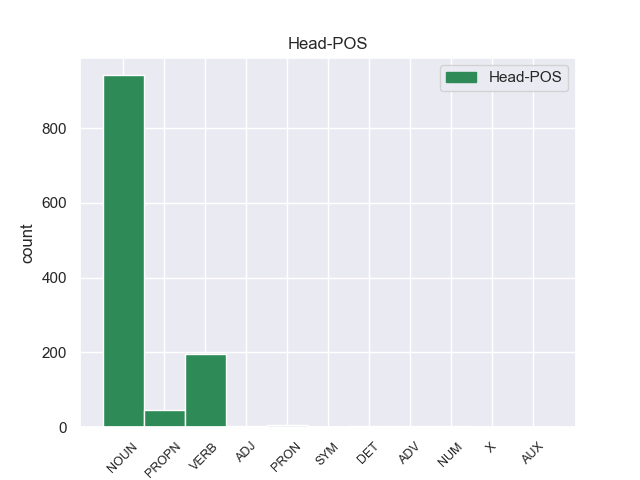 Head-POS
Head-POS
800
600
400
200
0
count
NOUN
PROPN
VERB
ADJ
PRON
SYM
DET
ADV
NUM
X
AUX